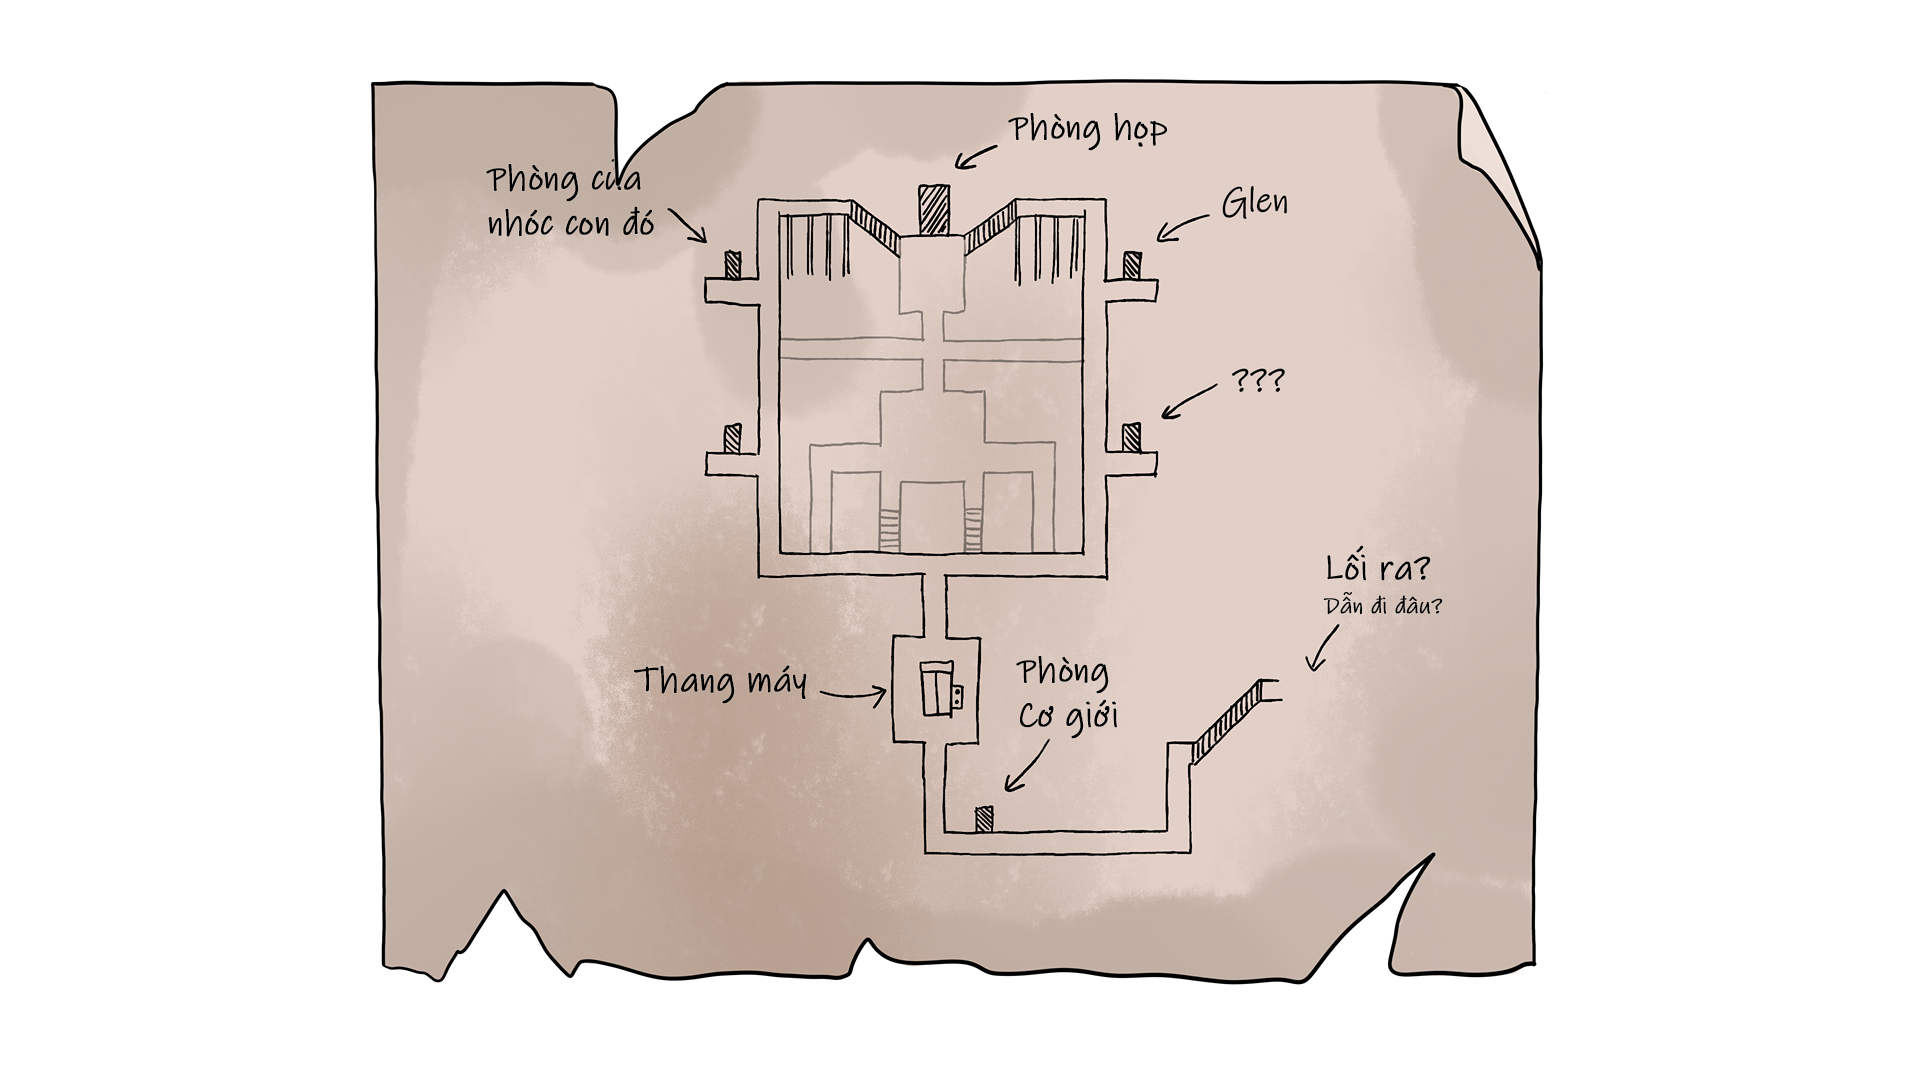 Phòng họp
Phòng của
nhóc con đó
Glen
???
Lối ra?
Dẫn đi đâu?
Thang máy
Phòng
Cơ giới